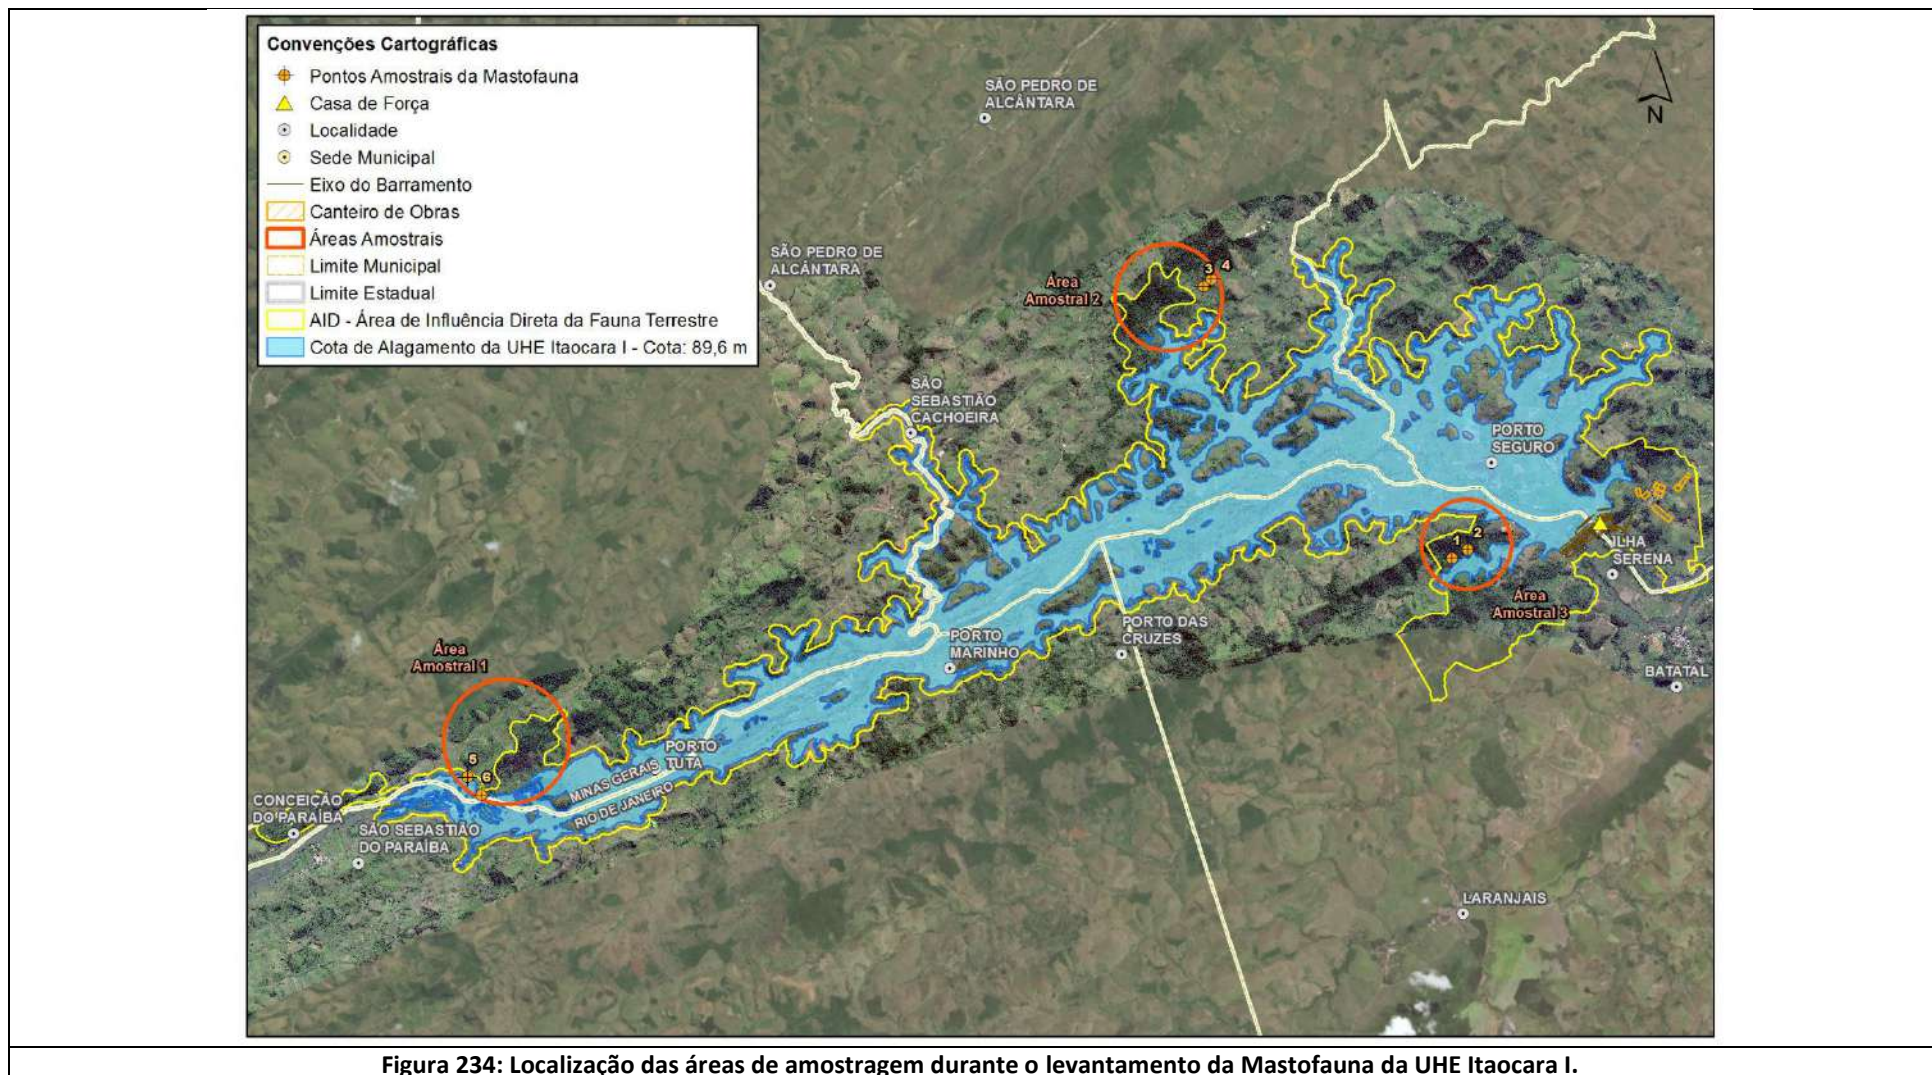 Convenções Cartográficas
Pontos Amostrais da Mastofauna
Casa de Força
Localidade
Sede Municipal
Eixo do Barramento
Canteiro de Obras
Áreas Amostrais
Limite Municipal
Limite Estadual
AID - Área de Influência Direta da Fauna Terrestre
Cota de Alagamento da UHE Itaocara I - Cota: 89,6 m
SÃO PEDRO DE
ALCÂNTARA
N
SÃO PEDRO DE
ALCÂNTARA
Área
Amostral 2
3
4
SÃO
SEBASTIÃO
CACHOEIRA
PORTO
SEGURO
1
2
ILHA
SERENA
Área
Amostral 3
PORTO DAS
CRUZES
PORTO
MARINHO
BATATAL
Área
Amostral 1
5
6
PORTO
TUTA
MINAS GERAIS
RIO DE JANEIRO
CONCEIÇÃO
DO PARAÍBA
SÃO SEBASTIÃO
DO PARAÍBA
LARANJAIS
Figura 234: Localização das áreas de amostragem durante o levantamento da Mastofauna da UHE Itaocara I.